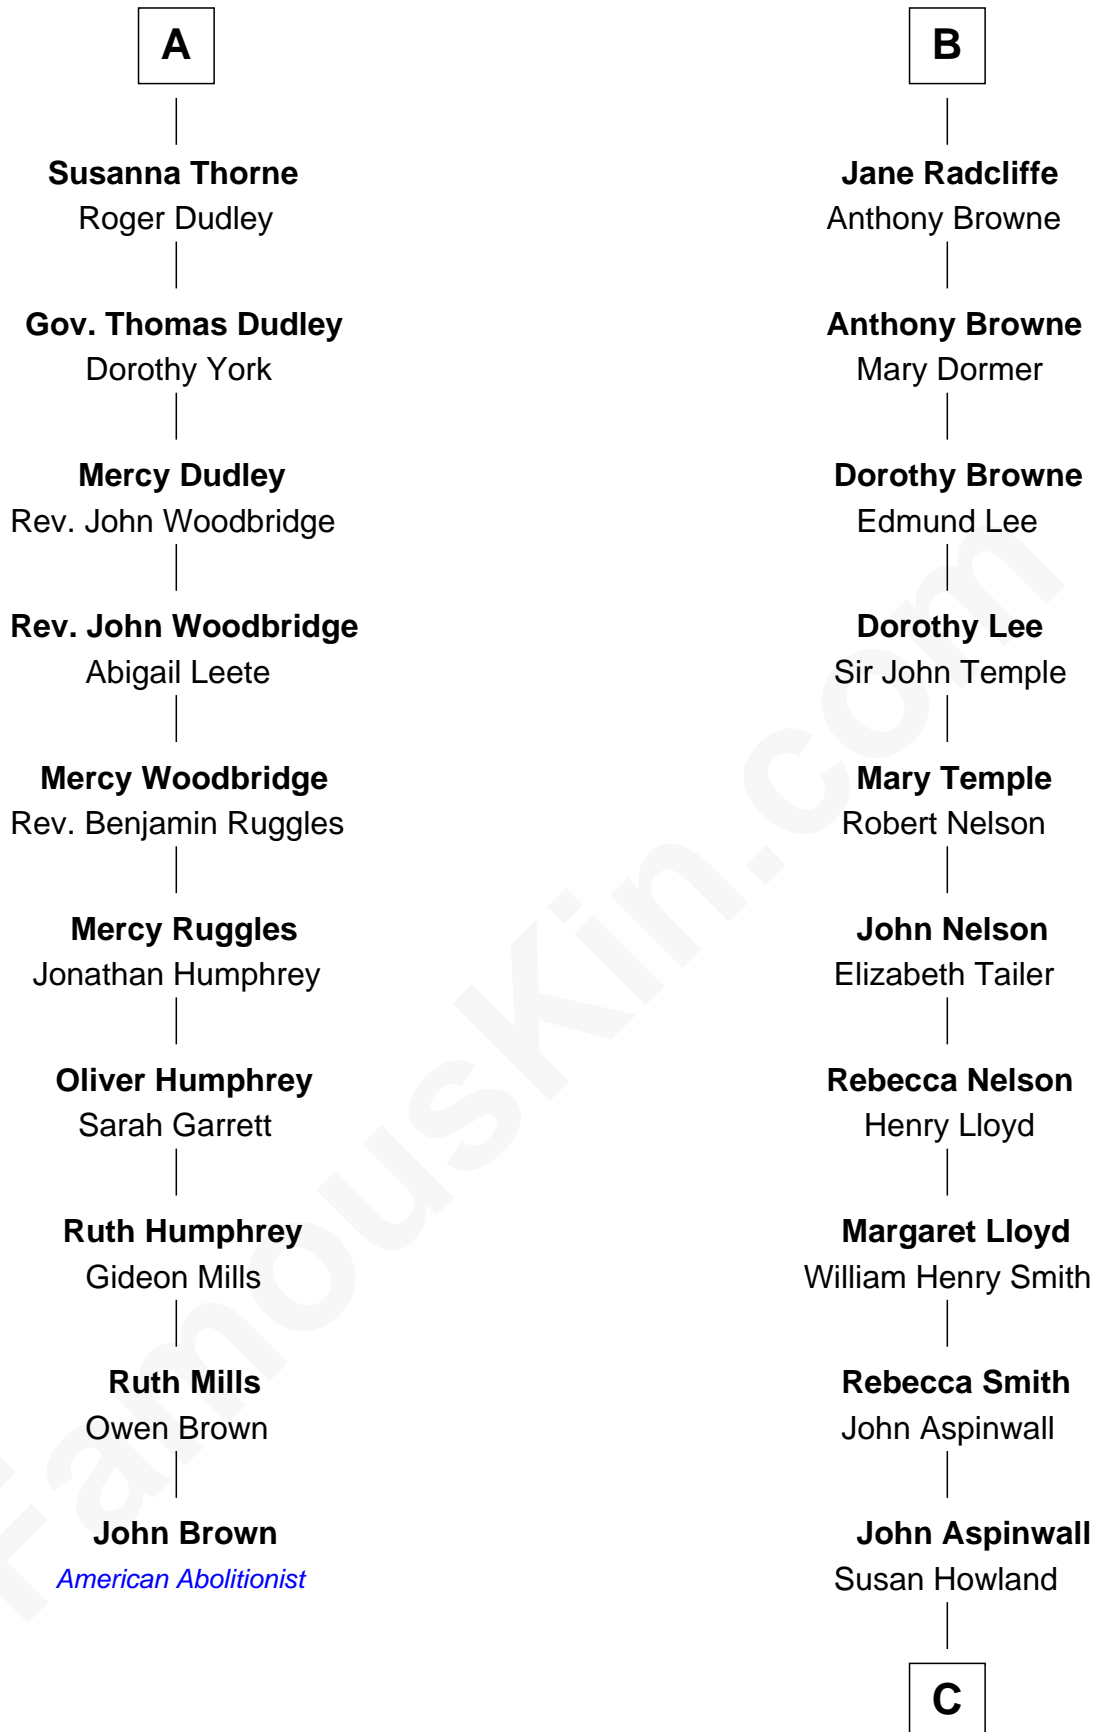 A
Susanna Thorne
Roger Dudley
Gov. Thomas Dudley
Dorothy York
Mercy Dudley
Rev. John Woodbridge
Rev. John Woodbridge
Abigail Leete
Mercy Woodbridge
Rev. Benjamin Ruggles
Mercy Ruggles
Jonathan Humphrey
Oliver Humphrey
Sarah Garrett
Ruth Humphrey
Gideon Mills
Ruth Mills
Owen Brown
John Brown
American Abolitionist
B
Jane Radcliffe
Anthony Browne
Anthony Browne
Mary Dormer
Dorothy Browne
Edmund Lee
Dorothy Lee
Sir John Temple
Mary Temple
Robert Nelson
John Nelson
Elizabeth Tailer
Rebecca Nelson
Henry Lloyd
Margaret Lloyd
William Henry Smith
Rebecca Smith
John Aspinwall
John Aspinwall
Susan Howland
C
FamousKin.com